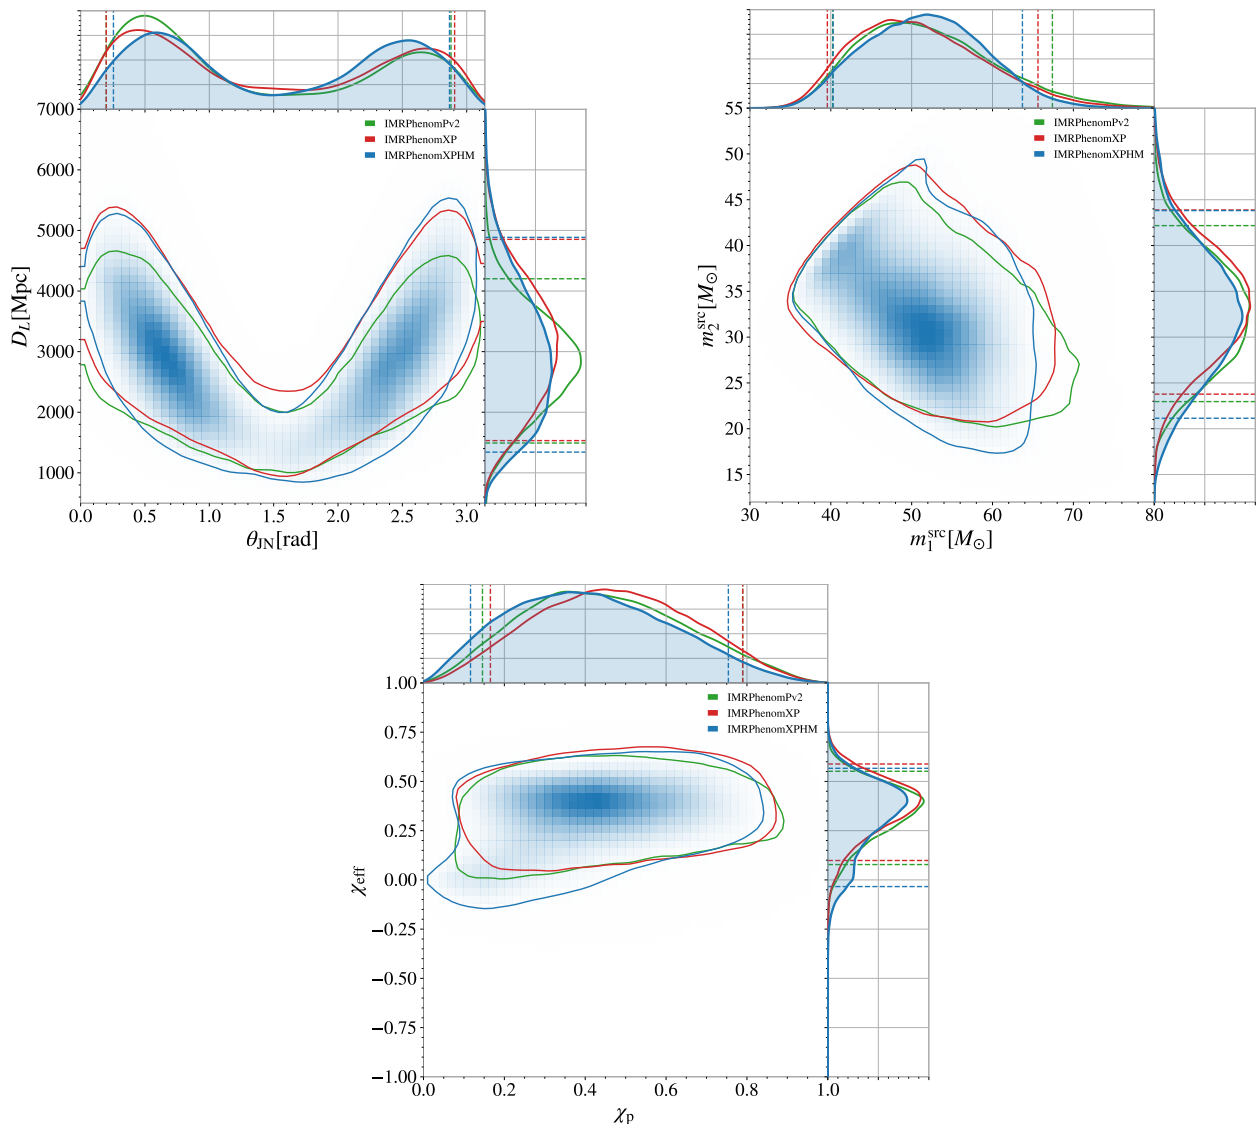 7000
6000
5000
4000
3000
2000
1000
D_L[Mpc]
IMRPhenomPv2
IMRPhenomXP
IMRPhenomXPHM
0.0 0.5 1.0 1.5 2.0 2.5 3.0
θ_JN[rad]
55
50
45
40
35
30
25
20
15
m_2^src[M_⊙]
IMRPhenomPv2
IMRPhenomXP
IMRPhenomXPHM
30 40 50 60 70 80
m_1^src[M_⊙]
1.00
0.75
0.50
0.25
0.00
−0.25
−0.50
−0.75
−1.00
χ_eff
IMRPhenomPv2
IMRPhenomXP
IMRPhenomXPHM
0.0 0.2 0.4 0.6 0.8 1.0
χ_p